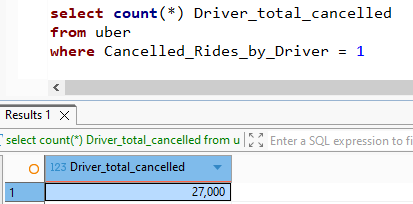 select count(*) Driver_total_cancelled
from uber
where Cancelled_Rides_by_Driver = 1
Results 1
select count(*) Driver_total_cancelled from u
Enter a SQL expression to fi
123 Driver_total_cancelled
1
27,000